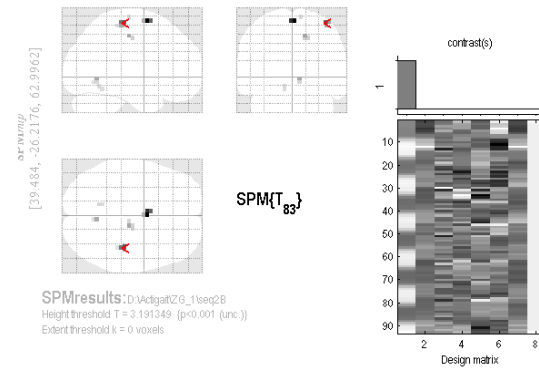 contrast(s)
1
[39.484, -26.2176, 62.9962]
SPM{T83}
10
20
30
40
50
60
70
80
90
2 4 6 8
Design matrix
SPMresults: D:\Actigait\ZG_1\seq2B
Height threshold T = 3.191349 {p<0.001 (unc.)}
Extent threshold k = 0 voxels